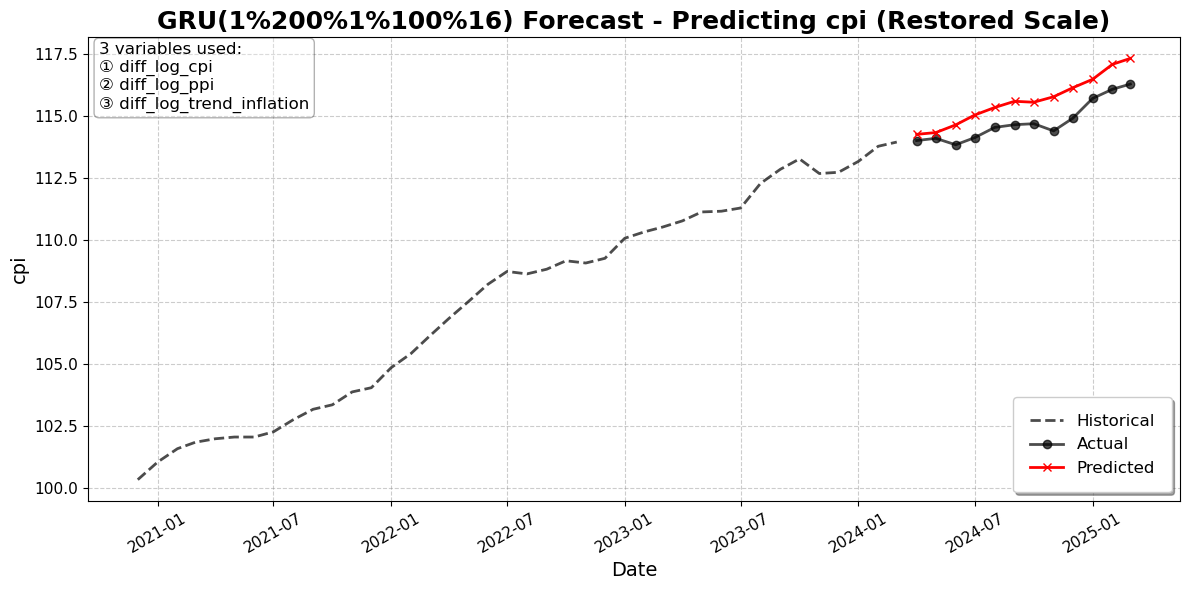 GRU(1%200%1%100%16) Forecast - Predicting cpi (Restored Scale)
3 variables used:
① diff_log_cpi
② diff_log_ppi
③ diff_log_trend_inflation
117.5
115.0
112.5
110.0
107.5
105.0
102.5
100.0
cpi
Historical
Actual
Predicted
2021-01
2021-07
2022-01
2022-07
2023-01
2023-07
2024-01
2024-07
2025-01
Date